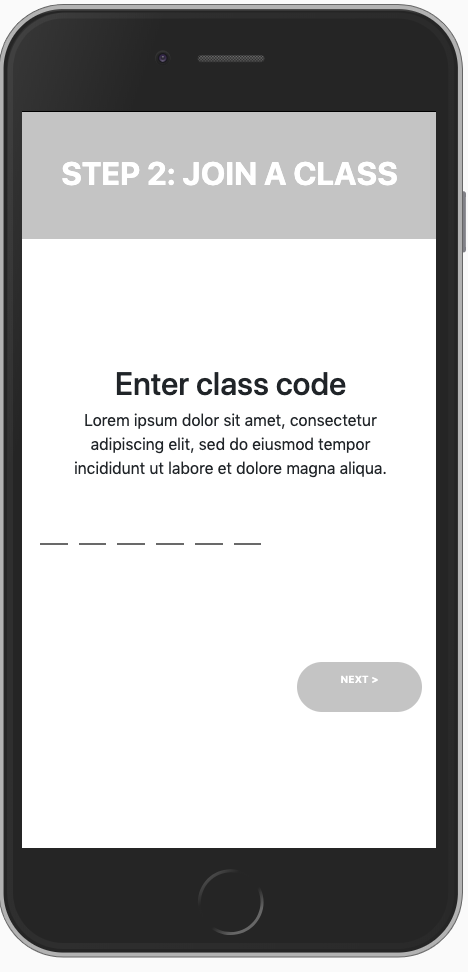 STEP 2: JOIN A CLASS
Enter class code
Lorem ipsum dolor sit amet, consectetur
adipiscing elit, sed do eiusmod tempor
incididunt ut labore et dolore magna aliqua.
NEXT >